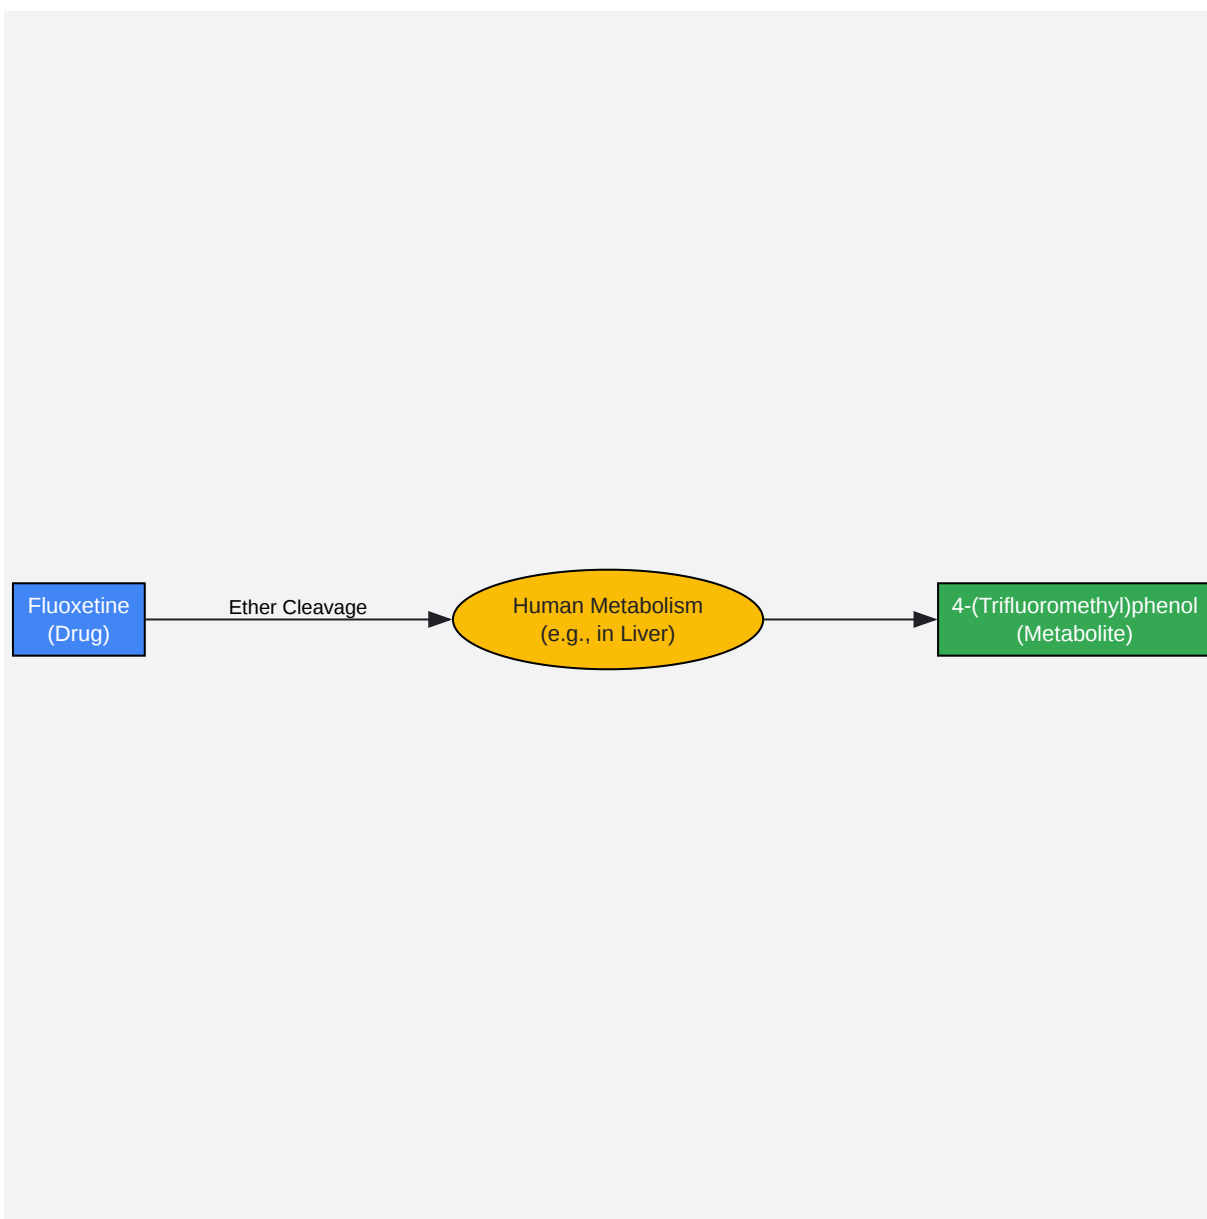 Fluoxetine
(Drug)
Ether Cleavage
Human Metabolism
(e.g., in Liver)
4-(Trifluoromethyl)phenol
(Metabolite)